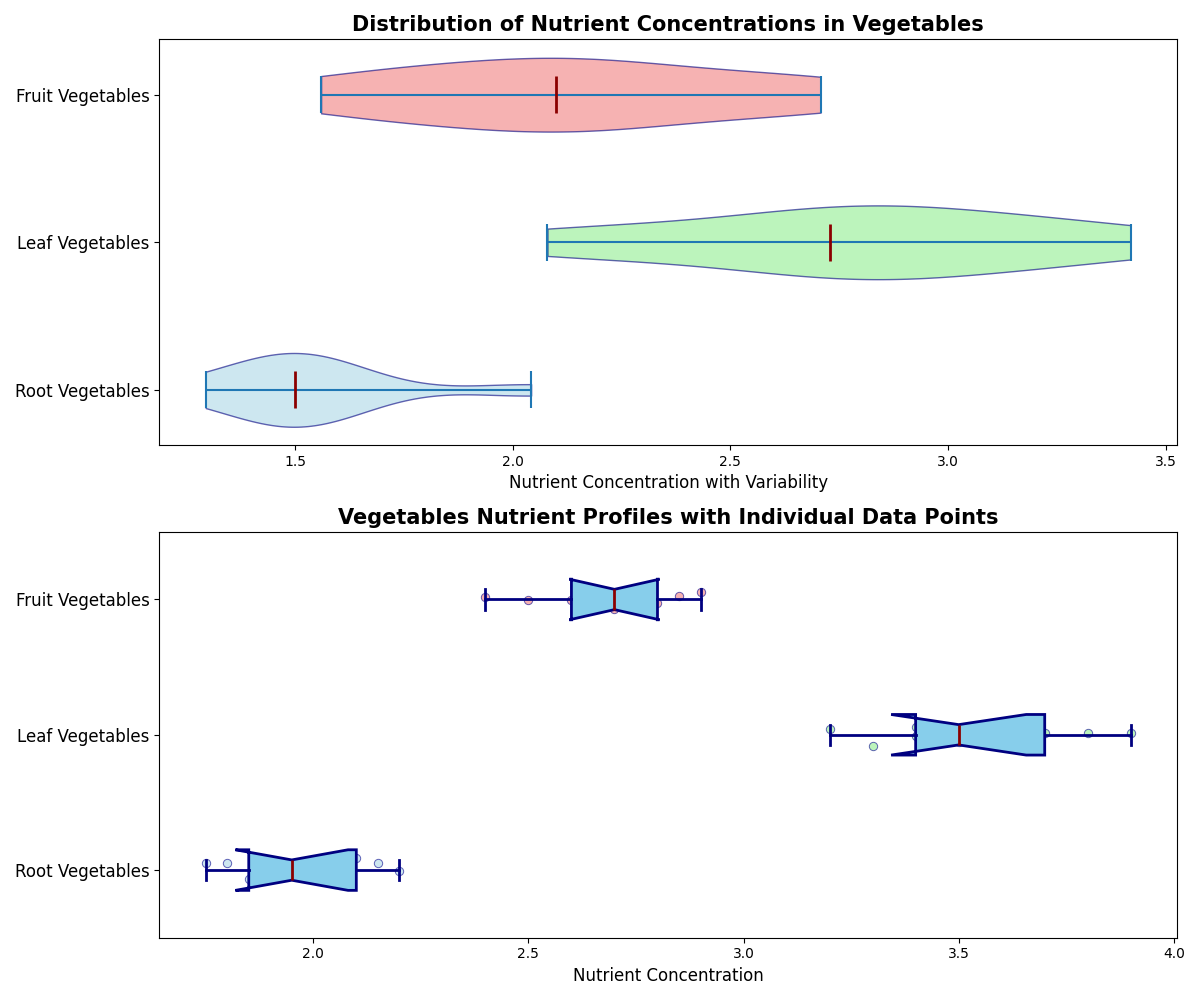 Distribution of Nutrient Concentrations in Vegetables
Fruit Vegetables
Leaf Vegetables
Root Vegetables
1.5 2.0 2.5 3.0 3.5
Nutrient Concentration with Variability
Vegetables Nutrient Profiles with Individual Data Points
Fruit Vegetables
Leaf Vegetables
Root Vegetables
2.0 2.5 3.0 3.5 4.0
Nutrient Concentration